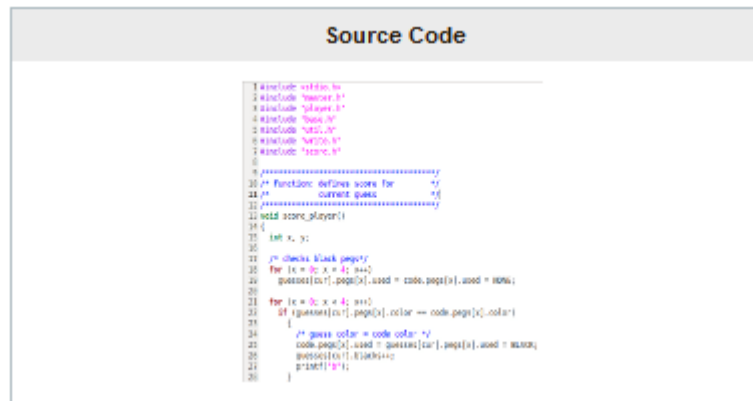 Source Code
1 #include <stdio.h>
2 #include "master.h"
3 #include "player.h"
4 #include "base.h"
5 #include "util.h"
6 #include
7 #include "score.h"
8
9 /****************************************/
10 /* Function: defines score for */
11 /* current guess */
12 /****************************************/
13 void score_player()
14 {
15 int x, y;
16
17 /* checks black pegs*/
18 for (x = 0; x < 4; x++)
19 guesses[cur].pegs[x].used = code.pegs[x].used = NONE;
20
21 for (x = 0; x < 4; x++)
22 if (guesses[cur].pegs[x].color == code.pegs[x].color)
23 {
24 /* guess color = code color */
25 code.pegs[x].used = guesses[cur].pegs[x].used = BLACK;
26 guesses[cur].blacks++;
27 printf("b");
28 }